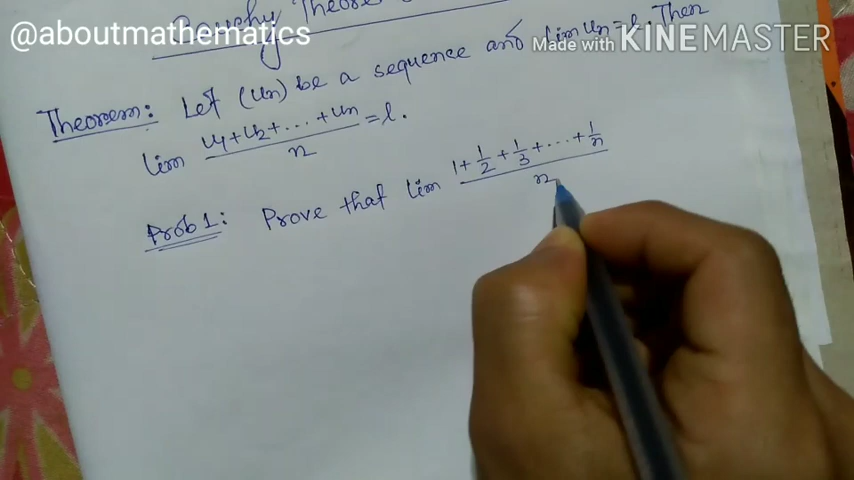 Cauchy Theore
@aboutmathematics
Made with KINEMASTER
Theorem: Let (un) be a sequence and lim un = l. Then
lim u1+u2+...+un / n = l.
Prob 1: Prove that lim 1+1/2+1/3+...+1/n / n